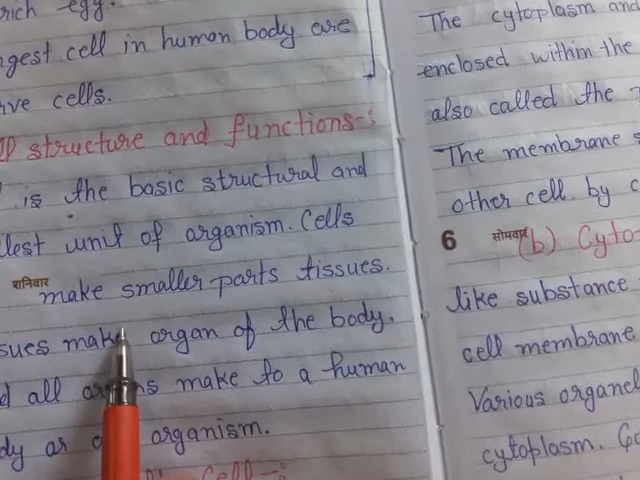 rich egg.
gest cell in human body are
ve cells.
structure and functions-:
is the basic structural and
lest unit of organism. Cells
शनिवार make smaller parts tissues.
sues make organ of the body.
d all organs make to a human
dy or organism.
Cell-:
The cytoplasm and
enclosed within the
also called the
The membrane
other cell by c
6 सोमवार (b) Cyto
like substance
cell membrane
Various organel
cytoplasm.